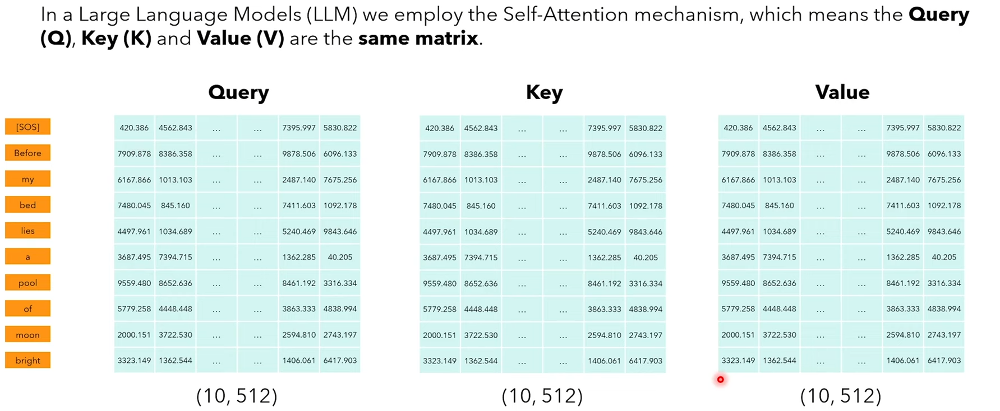 In a Large Language Models (LLM) we employ the Self-Attention mechanism, which means the Query
(Q), Key (K) and Value (V) are the same matrix.
Query Key Value
[SOS] 420.386 4562.843 ... ... 7395.997 5830.822 420.386 4562.843 ... ... 7395.997 5830.822 420.386 4562.843 ... ... 7395.997 5830.822
Before 7909.878 8386.358 ... ... 9878.506 6096.133 7909.878 8386.358 ... ... 9878.506 6096.133 7909.878 8386.358 ... ... 9878.506 6096.133
my 6167.866 1013.103 ... ... 2487.140 7675.256 6167.866 1013.103 ... ... 2487.140 7675.256 6167.866 1013.103 ... ... 2487.140 7675.256
bed 7480.045 845.160 ... ... 7411.603 1092.178 7480.045 845.160 ... ... 7411.603 1092.178 7480.045 845.160 ... ... 7411.603 1092.178
lies 4497.961 1034.689 ... ... 5240.469 9843.646 4497.961 1034.689 ... ... 5240.469 9843.646 4497.961 1034.689 ... ... 5240.469 9843.646
a 3687.495 7394.715 ... ... 1362.285 40.205 3687.495 7394.715 ... ... 1362.285 40.205 3687.495 7394.715 ... ... 1362.285 40.205
pool 9559.480 8652.636 ... ... 8461.192 3316.334 9559.480 8652.636 ... ... 8461.192 3316.334 9559.480 8652.636 ... ... 8461.192 3316.334
of 5779.258 4448.448 ... ... 3863.333 4838.994 5779.258 4448.448 ... ... 3863.333 4838.994 5779.258 4448.448 ... ... 3863.333 4838.994
moon 2000.151 3722.530 ... ... 2594.810 2743.197 2000.151 3722.530 ... ... 2594.810 2743.197 2000.151 3722.530 ... ... 2594.810 2743.197
bright 3323.149 1362.544 ... ... 1406.061 6417.903 3323.149 1362.544 ... ... 1406.061 6417.903 3323.149 1362.544 ... ... 1406.061 6417.903
(10, 512) (10, 512) (10, 512)